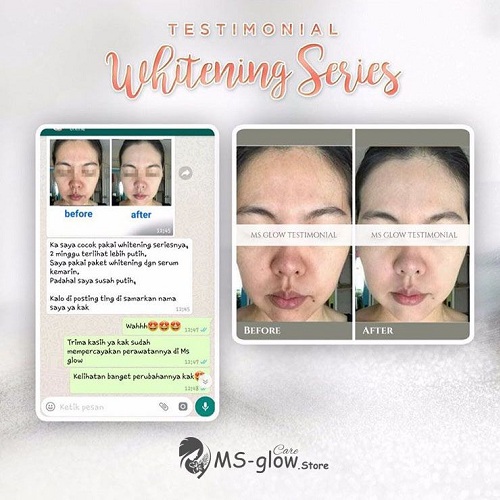 TESTIMONIAL
Whitening Series
before
after
13:45
Ka saya cocok pakai whitening seriesnya,
2 minggu terlihat lebih putih.
Saya pakai paket whitening dgn serum
kemarin.
Padahal saya susah putih,
Kalo di posting ting di samarkan nama
saya ya kak
13:45
Wahhh🤩🤩🤩
13:47
Trima kasih ya kak sudah
mempercayakan perawatannya di Ms
glow
13:47
Kelihatan banget perubahannya kak
13:48
Ketik pesan
MS GLOW TESTIMONIAL
MS GLOW TESTIMONIAL
BEFORE
AFTER
Care
MS-glow.Store